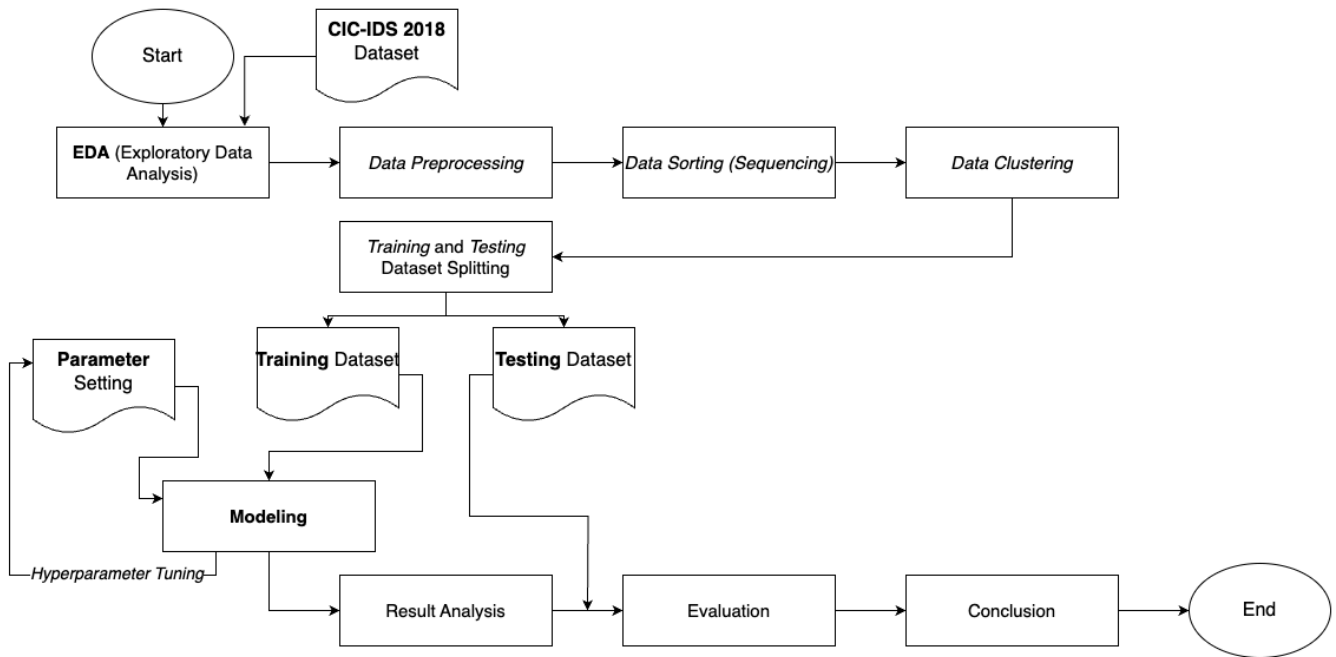 Start
CIC-IDS 2018
Dataset
EDA (Exploratory Data
Analysis)
Data Preprocessing
Data Sorting (Sequencing)
Data Clustering
Training and Testing
Dataset Splitting
Parameter
Setting
Training Dataset
Testing Dataset
Modeling
Hyperparameter Tuning
Result Analysis
Evaluation
Conclusion
End